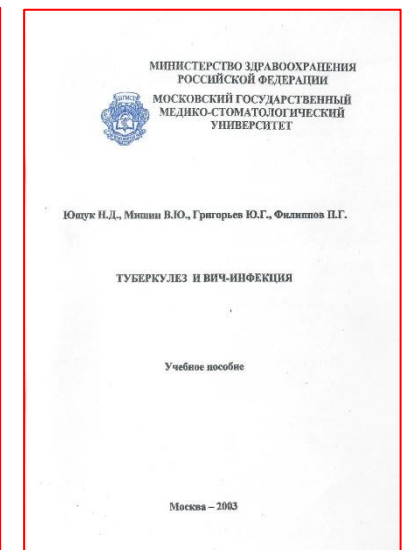 МИНИСТЕРСТВО ЗДРАВООХРАНЕНИЯ
РОССИЙСКОЙ ФЕДЕРАЦИИ
МОСКОВСКИЙ ГОСУДАРСТВЕННЫЙ
МЕДИКО-СТОМАТОЛОГИЧЕСКИЙ
УНИВЕРСИТЕТ
Ющук Н.Д., Мишин В.Ю., Григорьев Ю.Г., Филиппов П.Г.
ТУБЕРКУЛЕЗ И ВИЧ-ИНФЕКЦИЯ
Учебное пособие
Москва – 2003